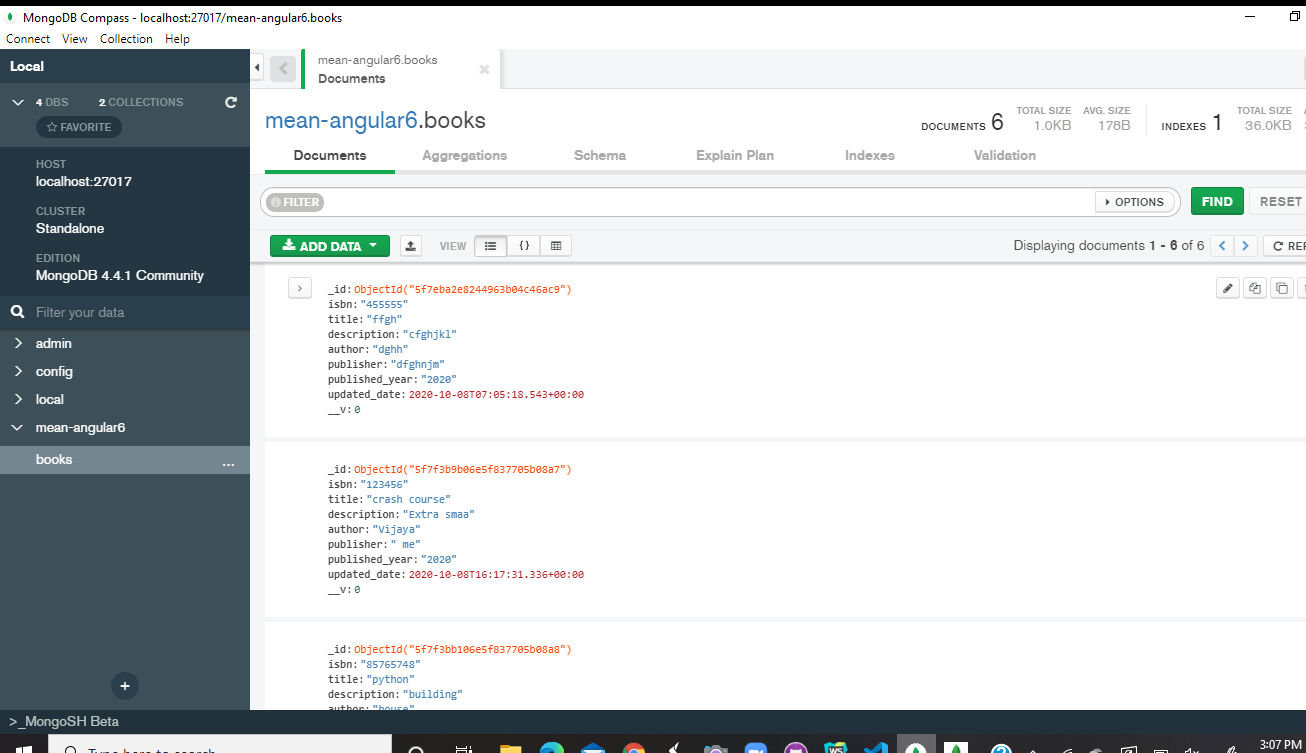 MongoDB Compass - localhost:27017/mean-angular6.books
Connect View Collection Help
Local
mean-angular6.books
Documents
4 DBS 2 COLLECTIONS
FAVORITE
HOST
localhost:27017
CLUSTER
Standalone
EDITION
MongoDB 4.4.1 Community
Filter your data
admin
config
local
mean-angular6
books
...
>_MongoSH Beta
mean-angular6.books
DOCUMENTS 6 TOTAL SIZE 1.0KB AVG. SIZE 178B INDEXES 1 TOTAL SIZE 36.0KB
Documents Aggregations Schema Explain Plan Indexes Validation
FILTER OPTIONS FIND RESET
ADD DATA VIEW {} Displaying documents 1 - 6 of 6
_id: ObjectId("5f7eba2e8244963b04c46ac9")
isbn: "455555"
title: "ffgh"
description: "cfghjkl"
author: "dghh"
publisher: "dfghnjm"
published_year: "2020"
updated_date: 2020-10-08T07:05:18.543+00:00
__v: 0
_id: ObjectId("5f7f3b9b06e5f837705b08a7")
isbn: "123456"
title: "crash course"
description: "Extra smaa"
author: "Vijaya"
publisher: " me"
published_year: "2020"
updated_date: 2020-10-08T16:17:31.336+00:00
__v: 0
_id: ObjectId("5f7f3bb106e5f837705b08a8")
isbn: "85765748"
title: "python"
description: "building"
author: "house"
Type here to search
3:07 PM